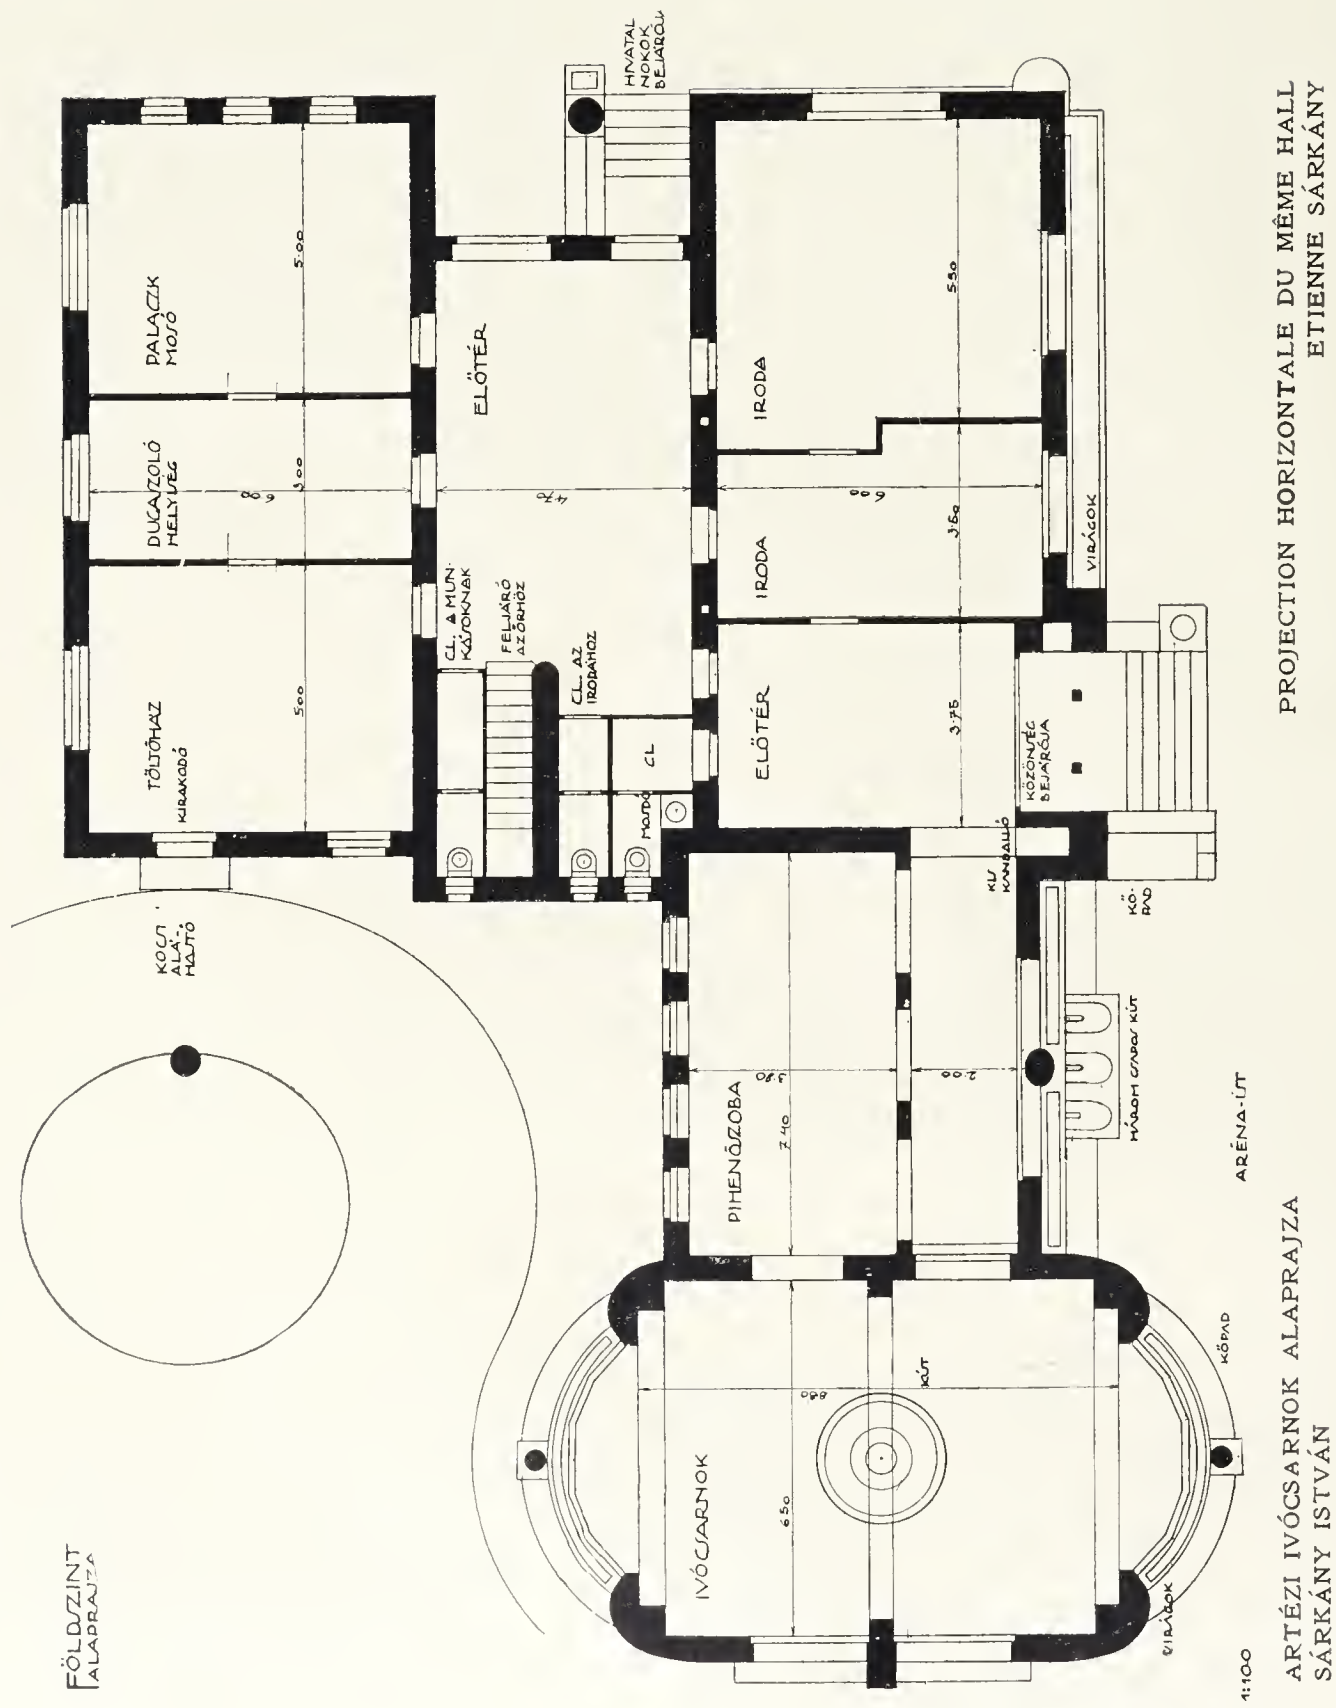 FÖLDSZINT
ALAPRAJZA
KOCSI
ALÁ-
HAJTÓ
TÖLTŐHÁZ
KIRAKODÓ
5.00
DUGASZOLÓ
HELYISÉG
3.00
6.00
PALACZK
MOSÓ
5.00
CL. A MUN-
KÁSOKNAK
FELJÁRÓ
AZ ŐRHÖZ
CL. AZ
IRODÁHOZ
CL
MOSDÓ
ELŐTÉR
4.70
HIVATAL
NOKOK
BEJÁRÓJA
IVÓCSARNOK
6.50
8.80
KÚT
PIHENŐSZOBA
7.40
3.80
2.00
KIS
KANDALLÓ
ELŐTÉR
3.75
IRODA
3.60
6.00
IRODA
5.50
KÖZÖNSÉG
BEJÁRÓJA
VIRÁGOK
VIRÁGOK
KŐPAD
HÁROM CSAPOS KÚT
KŐ-
PAD
ARÉNA-ÚT
1:100
ARTÉZI IVÓCSARNOK ALAPRAJZA
SÁRKÁNY ISTVÁN
PROJECTION HORIZONTALE DU MÊME HALL
ETIENNE SÁRKÁNY